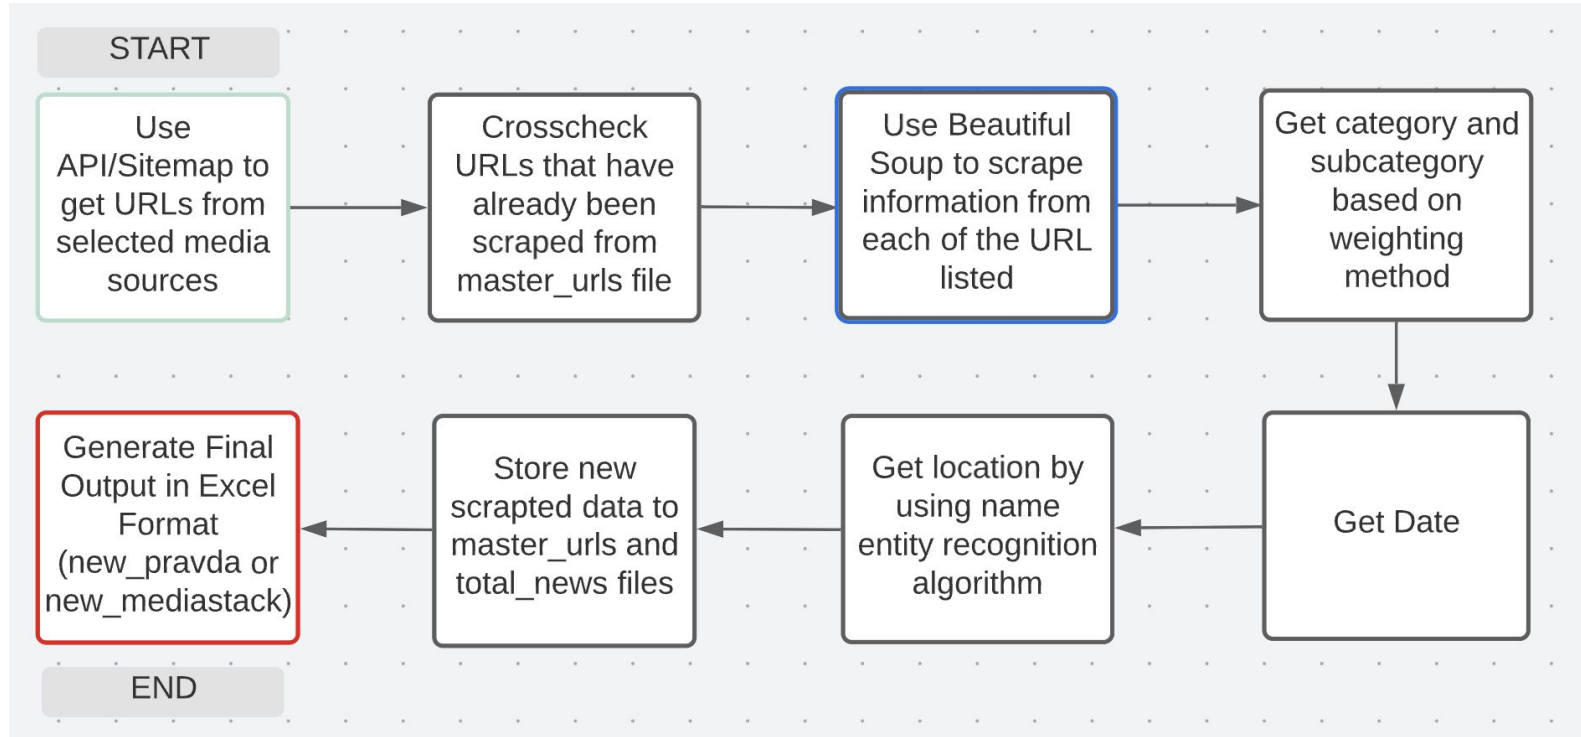 START
Use
API/Sitemap to
get URLs from
selected media
sources
Crosscheck
URLs that have
already been
scraped from
master_urls file
Use Beautiful
Soup to scrape
information from
each of the URL
listed
Get category and
subcategory
based on
weighting
method
Get Date
Get location by
using name
entity recognition
algorithm
Store new
scrapted data to
master_urls and
total_news files
Generate Final
Output in Excel
Format
(new_pravda or
new_mediastack)
END